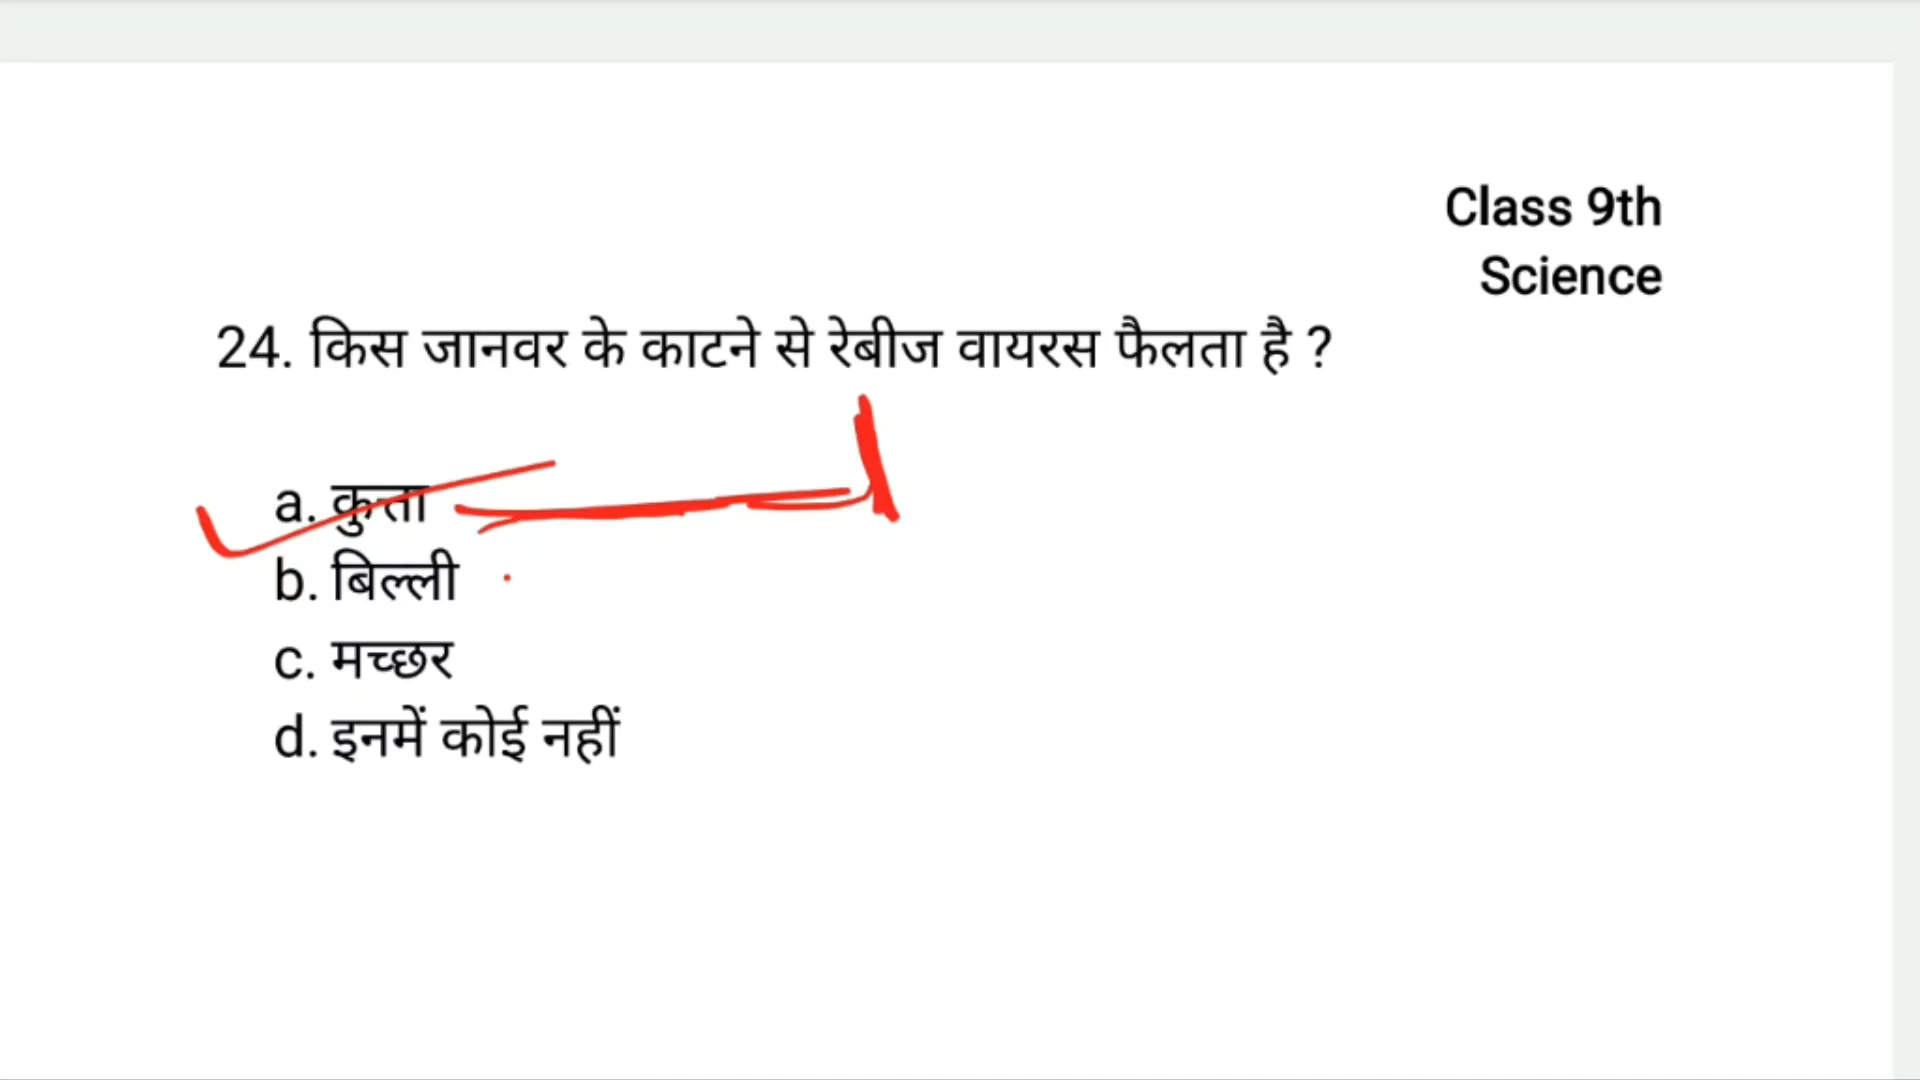 Class 9th
Science
24. किस जानवर के काटने से रेबीज वायरस फैलता है ?
a. कुत्ता
b. बिल्ली
c. मच्छर
d. इनमें कोई नहीं